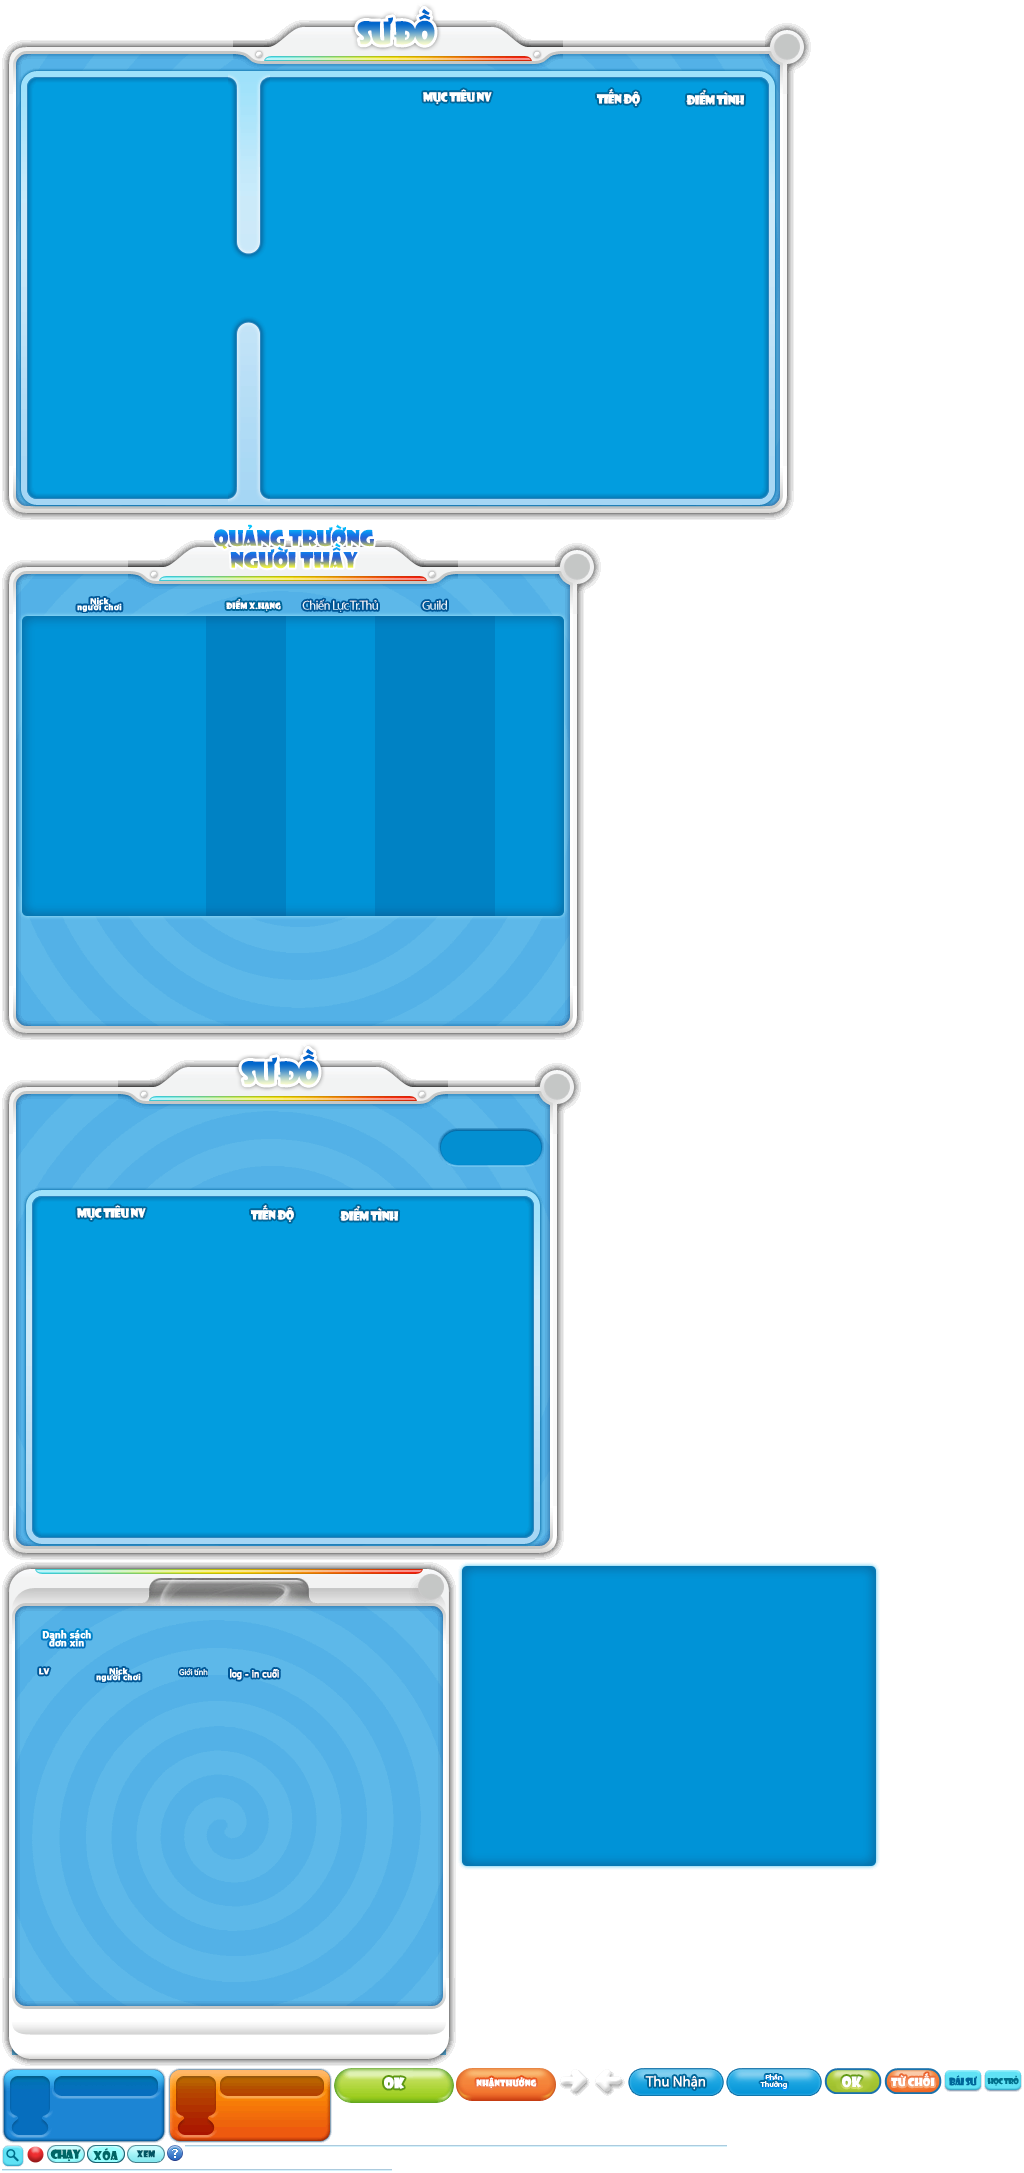 SƯ ĐỒ
MỤC TIÊU NV
TIẾN ĐỘ
ĐIỂM TÌNH
QUẢNG TRƯỜNG
NGƯỜI THẦY
Nick
người chơi
ĐIỂM X.HẠNG
Chiến Lực Tr.Thủ
Guild
SƯ ĐỒ
MỤC TIÊU NV
TIẾN ĐỘ
ĐIỂM TÌNH
Danh sách
đơn xin
LV
Nick
người chơi
Giới tính
log - in cuối
OK
NHẬN THƯỞNG
Thu Nhận
Phần
Thưởng
OK
TỪ CHỐI
BÁI SƯ
HỌC TRÒ
CHẠY
XÓA
XEM
?